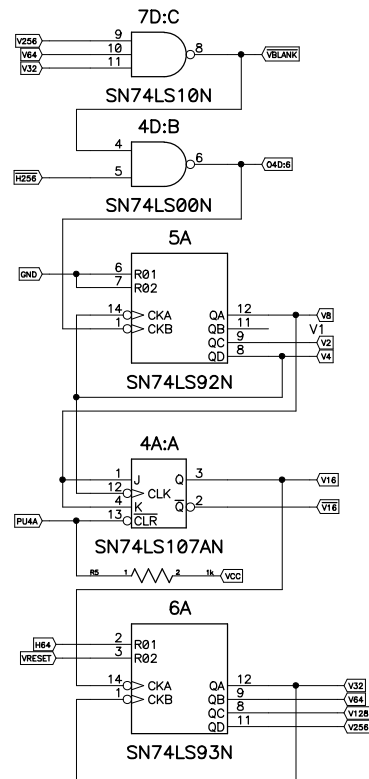 7D:C
V256 9
V64 10 8 VBLANK
V32 11
SN74LS10N
4D:B
4
6 O4D:6
H256 5
SN74LS00N
5A
GND 6 R01
7 R02
14 CKA QA 12 V8
1 CKB QB 11 V1
QC 9 V2
QD 8 V4
SN74LS92N
4A:A
1 J Q 3 V16
12 CLK
4 K Q 2 V16
PU4A 13 CLR
SN74LS107AN
R5 1 2 1k VCC
6A
H64 2 R01
VRESET 3 R02
14 CKA QA 12 V32
1 CKB QB 9 V64
QC 8 V128
QD 11 V256
SN74LS93N